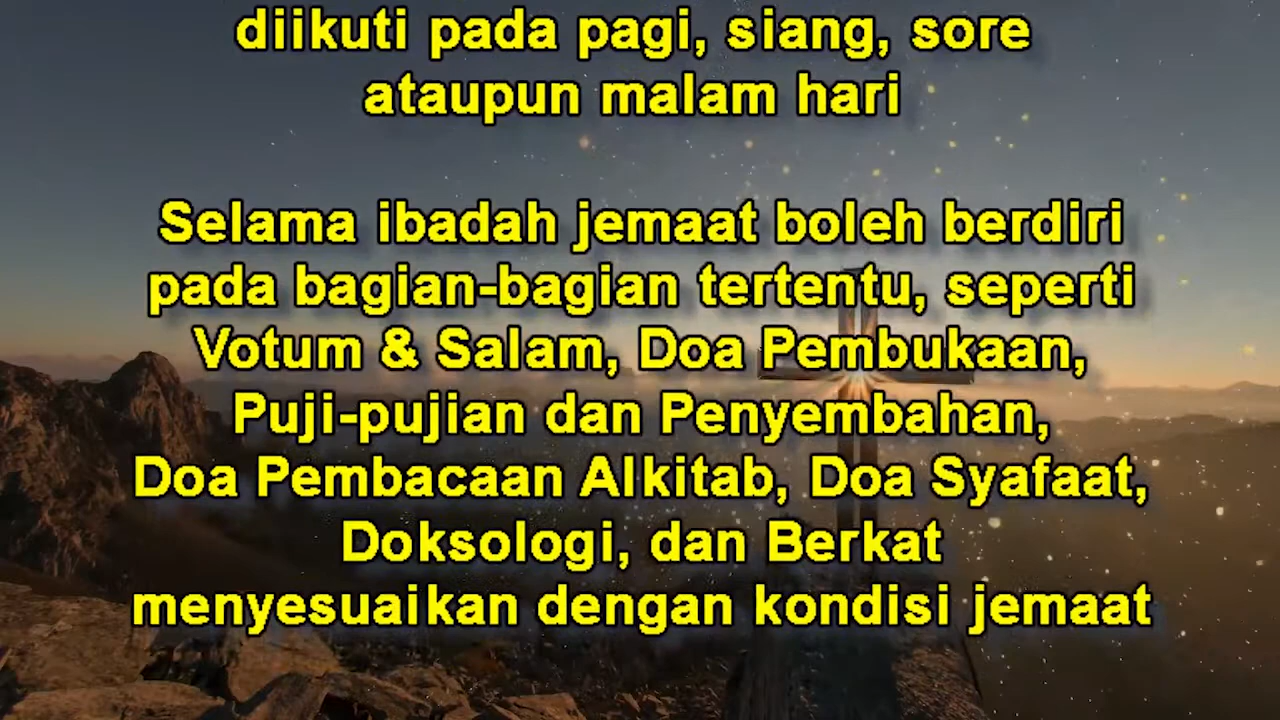 diikuti pada pagi, siang, sore
ataupun malam hari
Selama ibadah jemaat boleh berdiri
pada bagian-bagian tertentu, seperti
Votum & Salam, Doa Pembukaan,
Puji-pujian dan Penyembahan,
Doa Pembacaan Alkitab, Doa Syafaat,
Doksologi, dan Berkat
menyesuaikan dengan kondisi jemaat